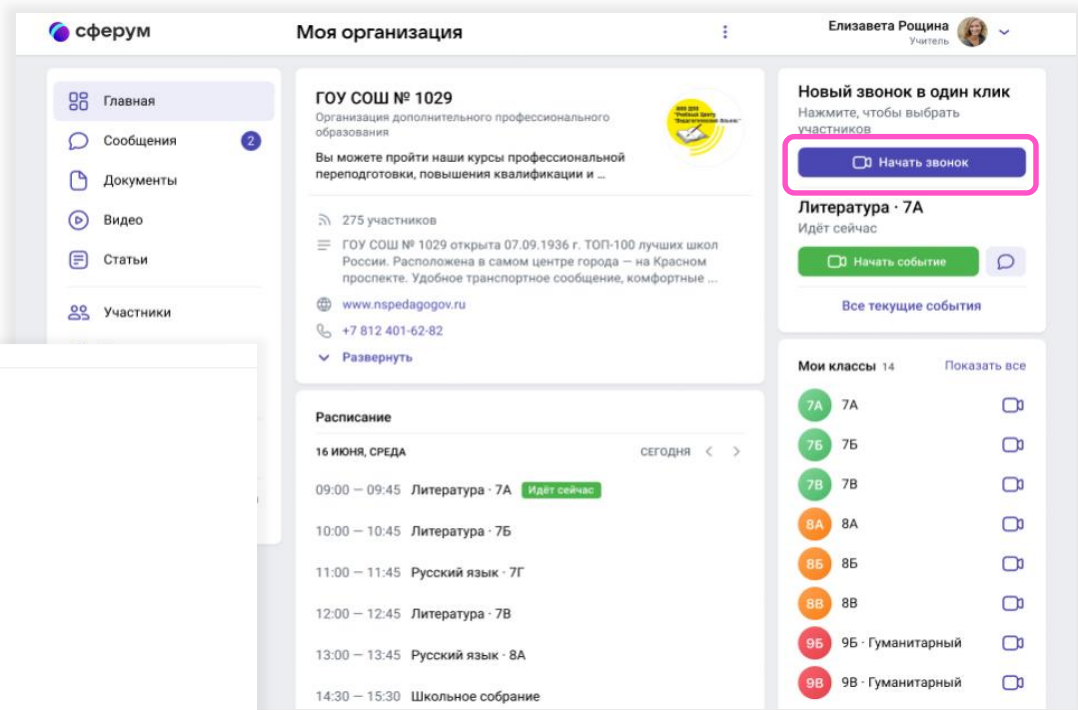 сферум
Моя организация
Елизавета Рощина
Учитель
Главная
Сообщения
2
Документы
Видео
Статьи
Участники
ГОУ СОШ № 1029
Организация дополнительного профессионального
образования
Вы можете пройти наши курсы профессиональной
переподготовки, повышения квалификации и ...
275 участников
ГОУ СОШ № 1029 открыта 07.09.1936 г. ТОП-100 лучших школ
России. Расположена в самом центре города — на Красном
проспекте. Удобное транспортное сообщение, комфортные ...
www.nspedagogov.ru
+7 812 401-62-82
Развернуть
Расписание
16 ИЮНЯ, СРЕДА
СЕГОДНЯ
09:00 — 09:45 Литература · 7А Идёт сейчас
10:00 — 10:45 Литература · 7Б
11:00 — 11:45 Русский язык · 7Г
12:00 — 12:45 Литература · 7В
13:00 — 13:45 Русский язык · 8А
14:30 — 15:30 Школьное собрание
Новый звонок в один клик
Нажмите, чтобы выбрать
участников
Начать звонок
Литература · 7А
Идёт сейчас
Начать событие
Все текущие события
Мои классы 14
Показать все
7А 7А
7Б 7Б
7В 7В
8А 8А
8Б 8Б
8В 8В
9Б 9Б · Гуманитарный
9В 9В · Гуманитарный